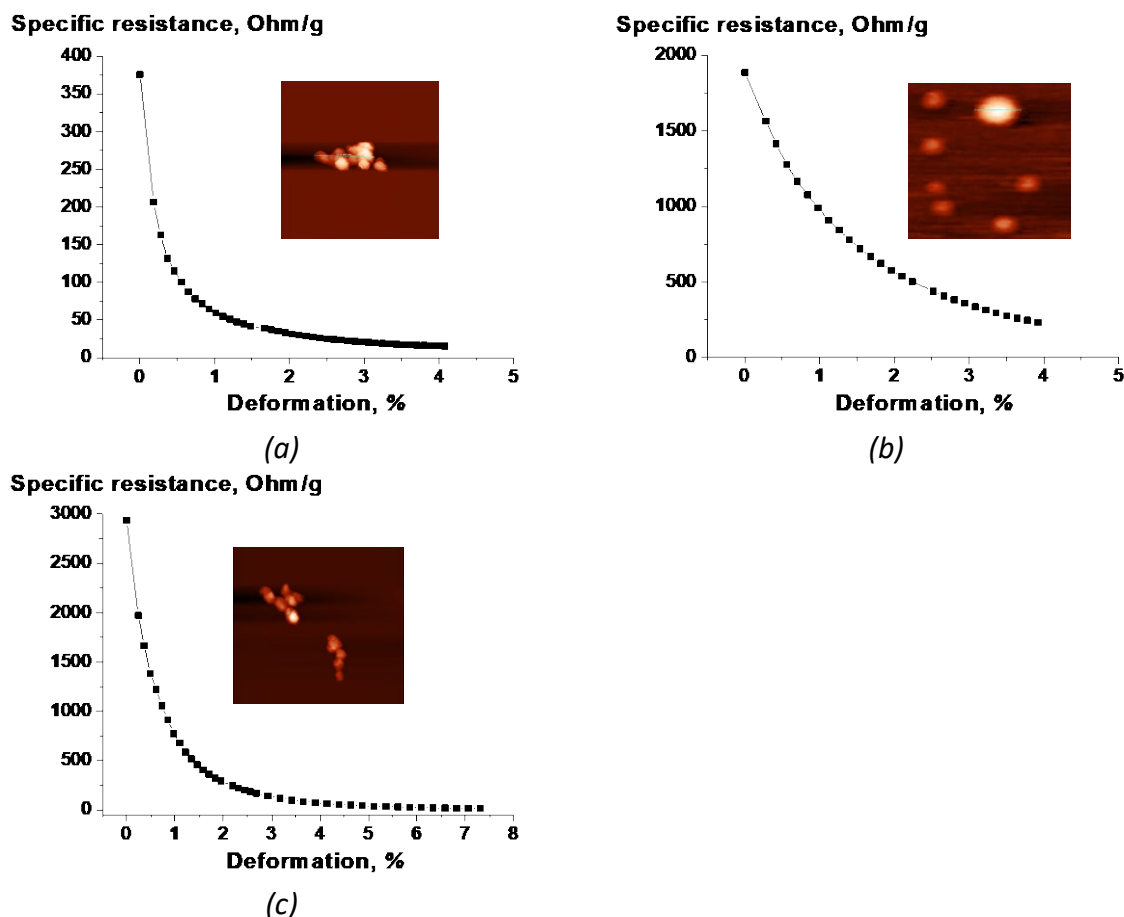 Specific resistance, Ohm/g
400
350
300
250
200
150
100
50
0
0 1 2 3 4 5
Deformation, %
(a)
Specific resistance, Ohm/g
2000
1500
1000
500
0
0 1 2 3 4 5
Deformation, %
(b)
Specific resistance, Ohm/g
3000
2500
2000
1500
1000
500
0
0 1 2 3 4 5 6 7 8
Deformation, %
(c)